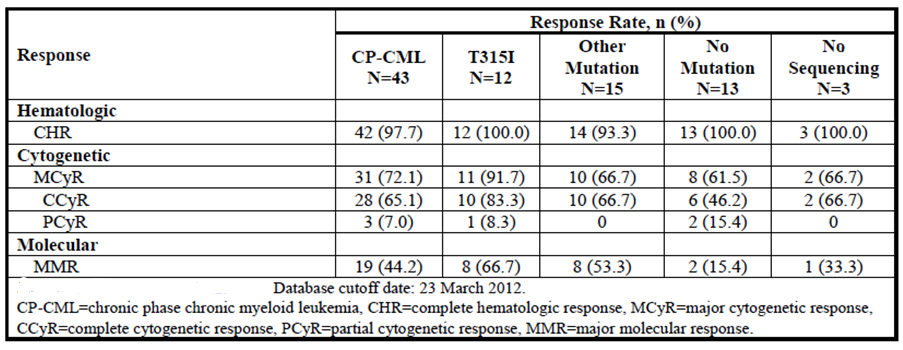 Response Rate, n (%)
Response CP-CML N=43 T315I N=12 Other Mutation N=15 No Mutation N=13 No Sequencing N=3
Hematologic
CHR 42 (97.7) 12 (100.0) 14 (93.3) 13 (100.0) 3 (100.0)
Cytogenetic
MCyR 31 (72.1) 11 (91.7) 10 (66.7) 8 (61.5) 2 (66.7)
CCyR 28 (65.1) 10 (83.3) 10 (66.7) 6 (46.2) 2 (66.7)
PCyR 3 (7.0) 1 (8.3) 0 2 (15.4) 0
Molecular
MMR 19 (44.2) 8 (66.7) 8 (53.3) 2 (15.4) 1 (33.3)
Database cutoff date: 23 March 2012.
CP-CML=chronic phase chronic myeloid leukemia, CHR=complete hematologic response, MCyR=major cytogenetic response,
CCyR=complete cytogenetic response, PCyR=partial cytogenetic response, MMR=major molecular response.